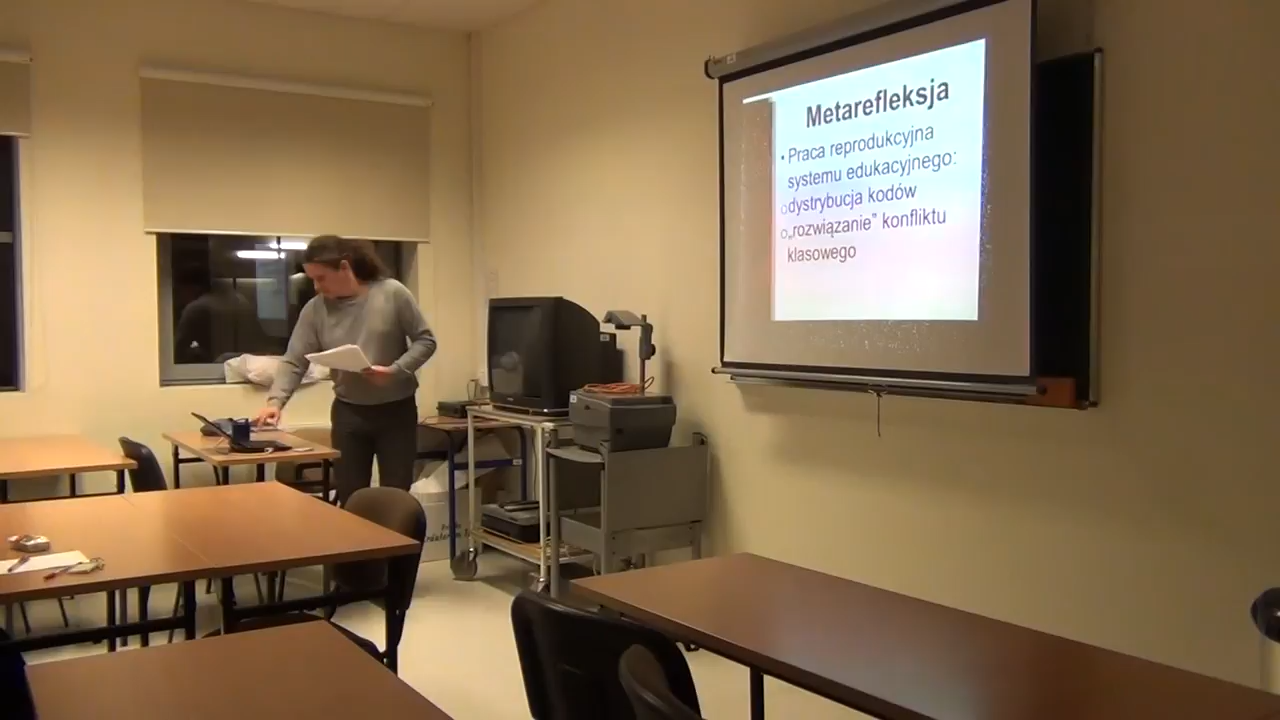 Metarefleksja
• Praca reprodukcyjna
systemu edukacyjnego:
o dystrybucja kodów
o „rozwiązanie” konfliktu
klasowego